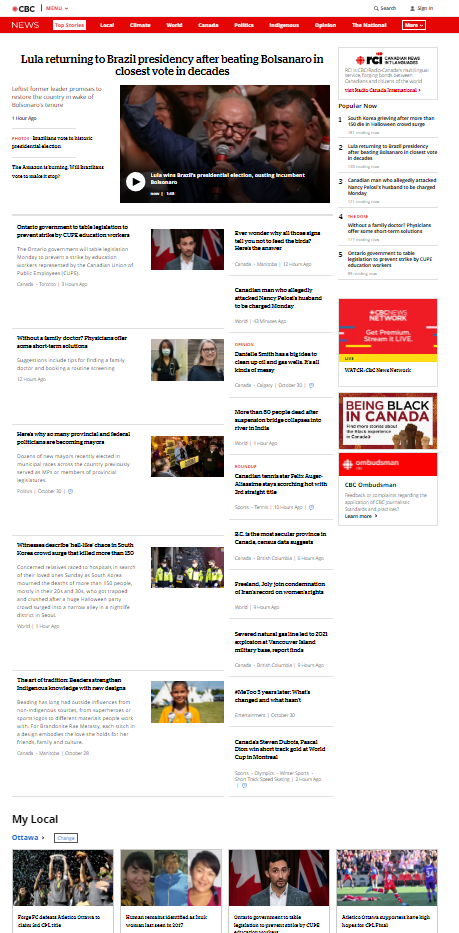 CBC MENU Search Sign In
NEWS Top Stories Local Climate World Canada Politics Indigenous Opinion The National More
Lula returning to Brazil presidency after beating Bolsanaro in
closest vote in decades
Leftist former leader promises to
restore the country in wake of
Bolsonaro's tenure
1 Hour Ago
PHOTOS Brazilians vote in historic
presidential election
The Amazon is burning. Will Brazilians
vote to make it stop?
Lula wins Brazil's presidential election, ousting incumbent
Bolsonaro
Ontario government to table legislation to
prevent strike by CUPE education workers
The Ontario government will table legislation
Monday to prevent a strike by education
workers represented by the Canadian Union of
Public Employees (CUPE).
Canada - Toronto | 3 Hours Ago
Without a family doctor? Physicians offer
some short-term solutions
Suggestions include tips for finding a family
doctor and booking a routine screening
12 Hours Ago
Here's why so many provincial and federal
politicians are becoming mayors
Dozens of new mayors recently elected in
municipal races across the country previously
served as MPs or members of provincial
legislatures.
Politics | October 30 |
Witnesses describe 'hell-like' chaos in South
Korea crowd surge that killed more than 150
Concerned relatives raced to hospitals in search
of their loved ones Sunday as South Korea
mourned the deaths of more than 150 people,
mostly in their 20s and 30s, who got trapped
and crushed after a huge Halloween party
crowd surged into a narrow alley in a nightlife
district in Seoul.
World | 1 Hour Ago
The art of tradition: Beaders strengthen
Indigenous knowledge with new designs
Beading has long had outside influences from
non-indigenous sources, from superheroes or
sports logos to different materials people work
with. For Brandonite Rae Merasty, each stitch in
a design embodies the love she holds for her
friends, family and culture.
Canada - Manitoba | October 28
Ever wonder why all those signs
tell you not to feed the birds?
Here's the answer
Canada - Manitoba | 12 Hours Ago
Canadian man who allegedly
attacked Nancy Pelosi's husband
to be charged Monday
World | 43 Minutes Ago
OPINION
Danielle Smith has a big idea to
clean up oil and gas wells. It's all
kinds of messy
Canada - Calgary | October 30 |
More than 80 people dead after
suspension bridge collapses into
river in India
World | 1 Hour Ago
ROUNDUP
Canadian tennis star Felix Auger-
Aliassime stays scorching hot with
3rd straight title
Sports - Tennis | 10 Hours Ago |
B.C. is the most secular province in
Canada, census data suggests
Canada - British Columbia | 6 Hours Ago
Freeland, Joly join condemnation
of Iran's record on women's rights
World | 9 Hours Ago
Severed natural gas line led to 2021
explosion at Vancouver Island
military base, report finds
Canada - British Columbia | 9 Hours Ago
#MeToo 5 years later: What's
changed and what hasn't
Entertainment | October 30
Canada's Steven Dubois, Pascal
Dion win short track gold at World
Cup in Montreal
Sports - Olympics - Winter Sports -
Short Track Speed Skating | 2 Hours Ago
rci CANADIAN NEWS
IN 7 LANGUAGES
RCI is CBC/Radio-Canada's multilingual
service, forging bonds between
Canadians and citizens of the world
visit Radio Canada International
Popular Now
1 South Korea grieving after more than
150 die in Halloween crowd surge
2 Lula returning to Brazil presidency
after beating Bolsanaro in closest vote
in decades
3 Canadian man who allegedly attacked
Nancy Pelosi's husband to be charged
Monday
4 THE DOSE
Without a family doctor? Physicians
offer some short-term solutions
5 Ontario government to table
legislation to prevent strike by CUPE
education workers
CBC NEWS
NETWORK
Get Premium.
Stream it LIVE.
LIVE
WATCH: CBC News Network
BEING BLACK
IN CANADA
Find more stories about
the Black experience
in Canada
ombudsman
CBC Ombudsman
Feedback or complaints regarding the
application of CBC Journalistic
Standards and practices?
Learn more
My Local
Ottawa Change
Forge FC defeats Atletico Ottawa to
claim 3rd CPL title
Human remains identified as Inuk
woman last seen in 2017
Ontario government to table
legislation to prevent strike by CUPE
education workers
Atletico Ottawa supporters have high
hopes for CPL Final